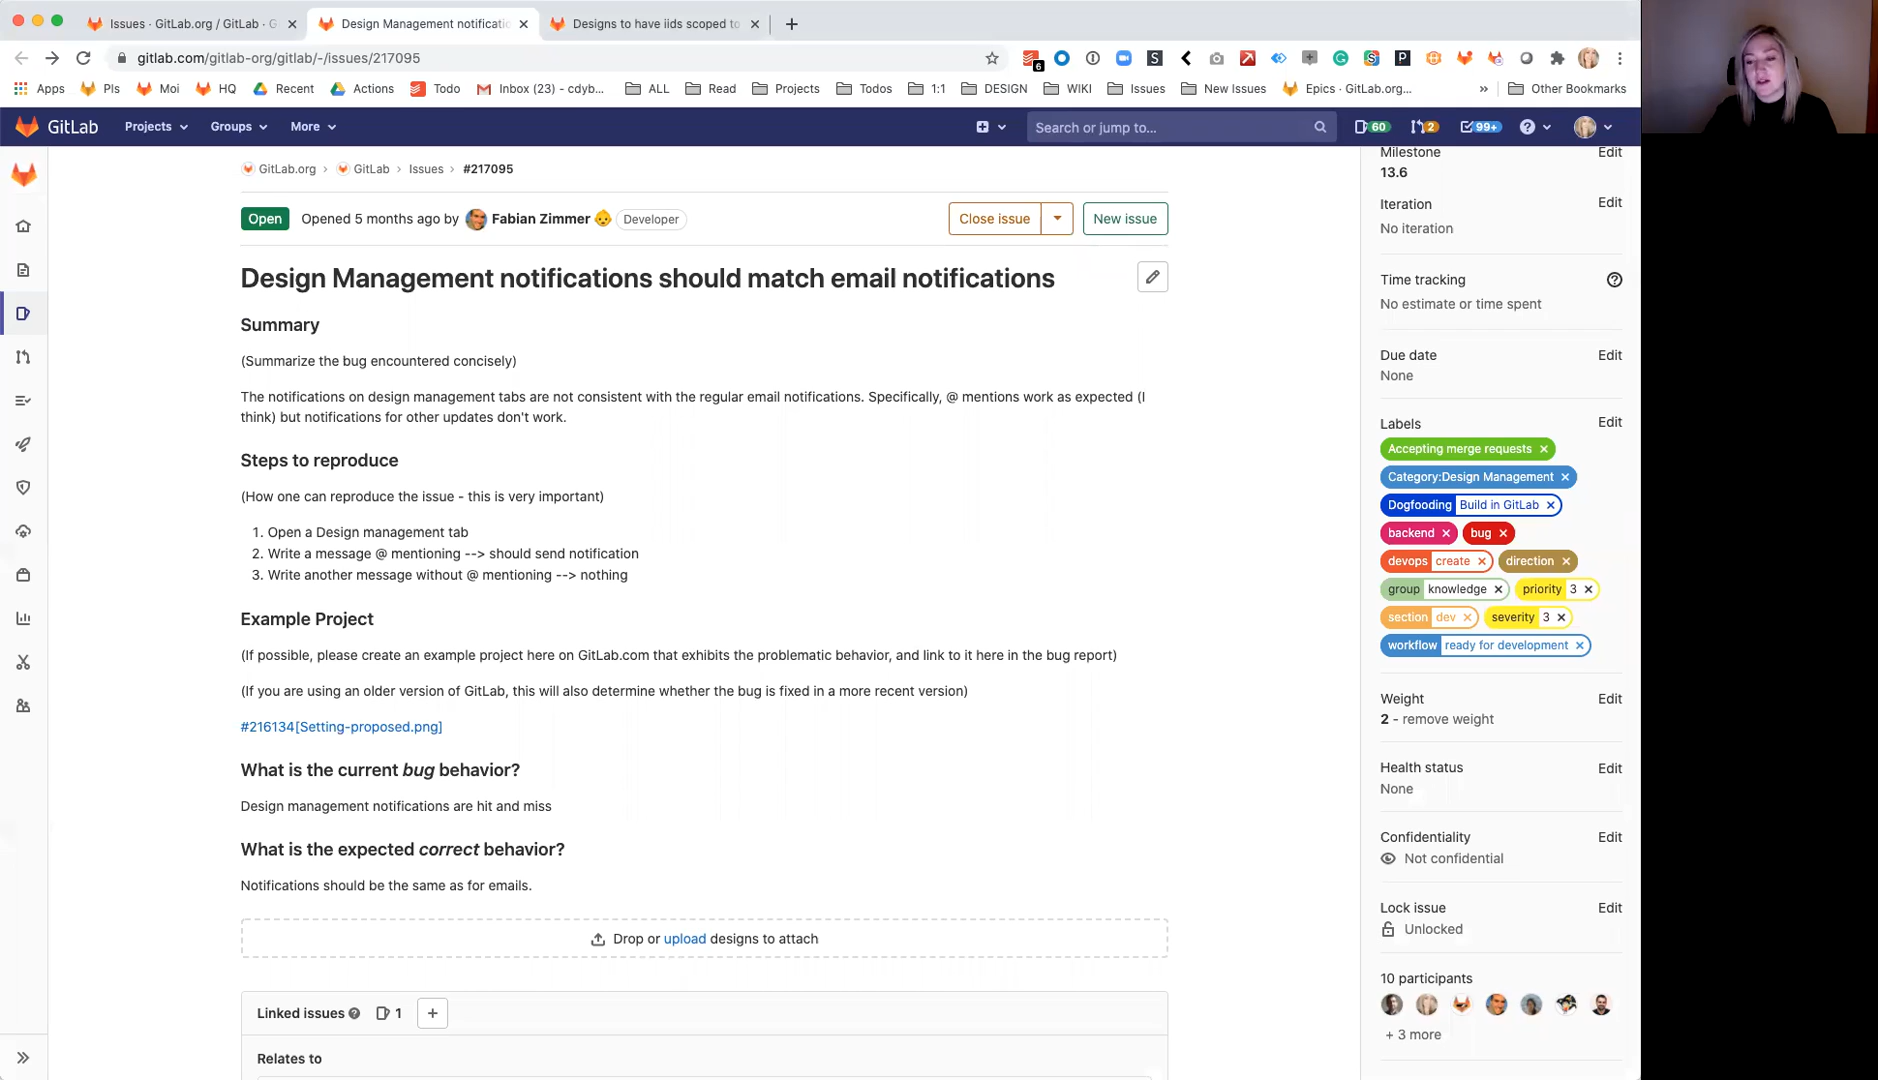 Issues · GitLab.org / GitLab · G
Design Management notificatio
Designs to have iids scoped to
gitlab.com/gitlab-org/gitlab/-/issues/217095
6
Apps
PIs
Moi
HQ
Recent
Actions
Todo
Inbox (23) - cdyb...
ALL
Read
Projects
Todos
1:1
DESIGN
WIKI
Issues
New Issues
Epics · GitLab.org...
»
Other Bookmarks
GitLab
Projects
Groups
More
Search or jump to...
60
2
99+
GitLab.org › GitLab › Issues › #217095
Open
Opened 5 months ago by Fabian Zimmer
Developer
Close issue
New issue
Design Management notifications should match email notifications
Summary
(Summarize the bug encountered concisely)
The notifications on design management tabs are not consistent with the regular email notifications. Specifically, @ mentions work as expected (I
think) but notifications for other updates don't work.
Steps to reproduce
(How one can reproduce the issue - this is very important)
1. Open a Design management tab
2. Write a message @ mentioning --> should send notification
3. Write another message without @ mentioning --> nothing
Example Project
(If possible, please create an example project here on GitLab.com that exhibits the problematic behavior, and link to it here in the bug report)
(If you are using an older version of GitLab, this will also determine whether the bug is fixed in a more recent version)
#216134[Setting-proposed.png]
What is the current bug behavior?
Design management notifications are hit and miss
What is the expected correct behavior?
Notifications should be the same as for emails.
Drop or upload designs to attach
Linked issues
1
+
Relates to
Milestone
Edit
13.6
Iteration
Edit
No iteration
Time tracking
No estimate or time spent
Due date
Edit
None
Labels
Edit
Accepting merge requests ×
Category:Design Management ×
Dogfooding Build in GitLab ×
backend × bug ×
devops create × direction ×
group knowledge × priority 3 ×
section dev × severity 3 ×
workflow ready for development ×
Weight
Edit
2 - remove weight
Health status
Edit
None
Confidentiality
Edit
Not confidential
Lock issue
Edit
Unlocked
10 participants
+ 3 more